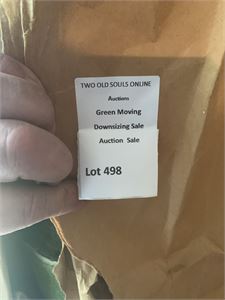 TWO OLD SOULS ONLINE
Auctions
Green Moving
Downsizing Sale
Auction Sale
Lot 498